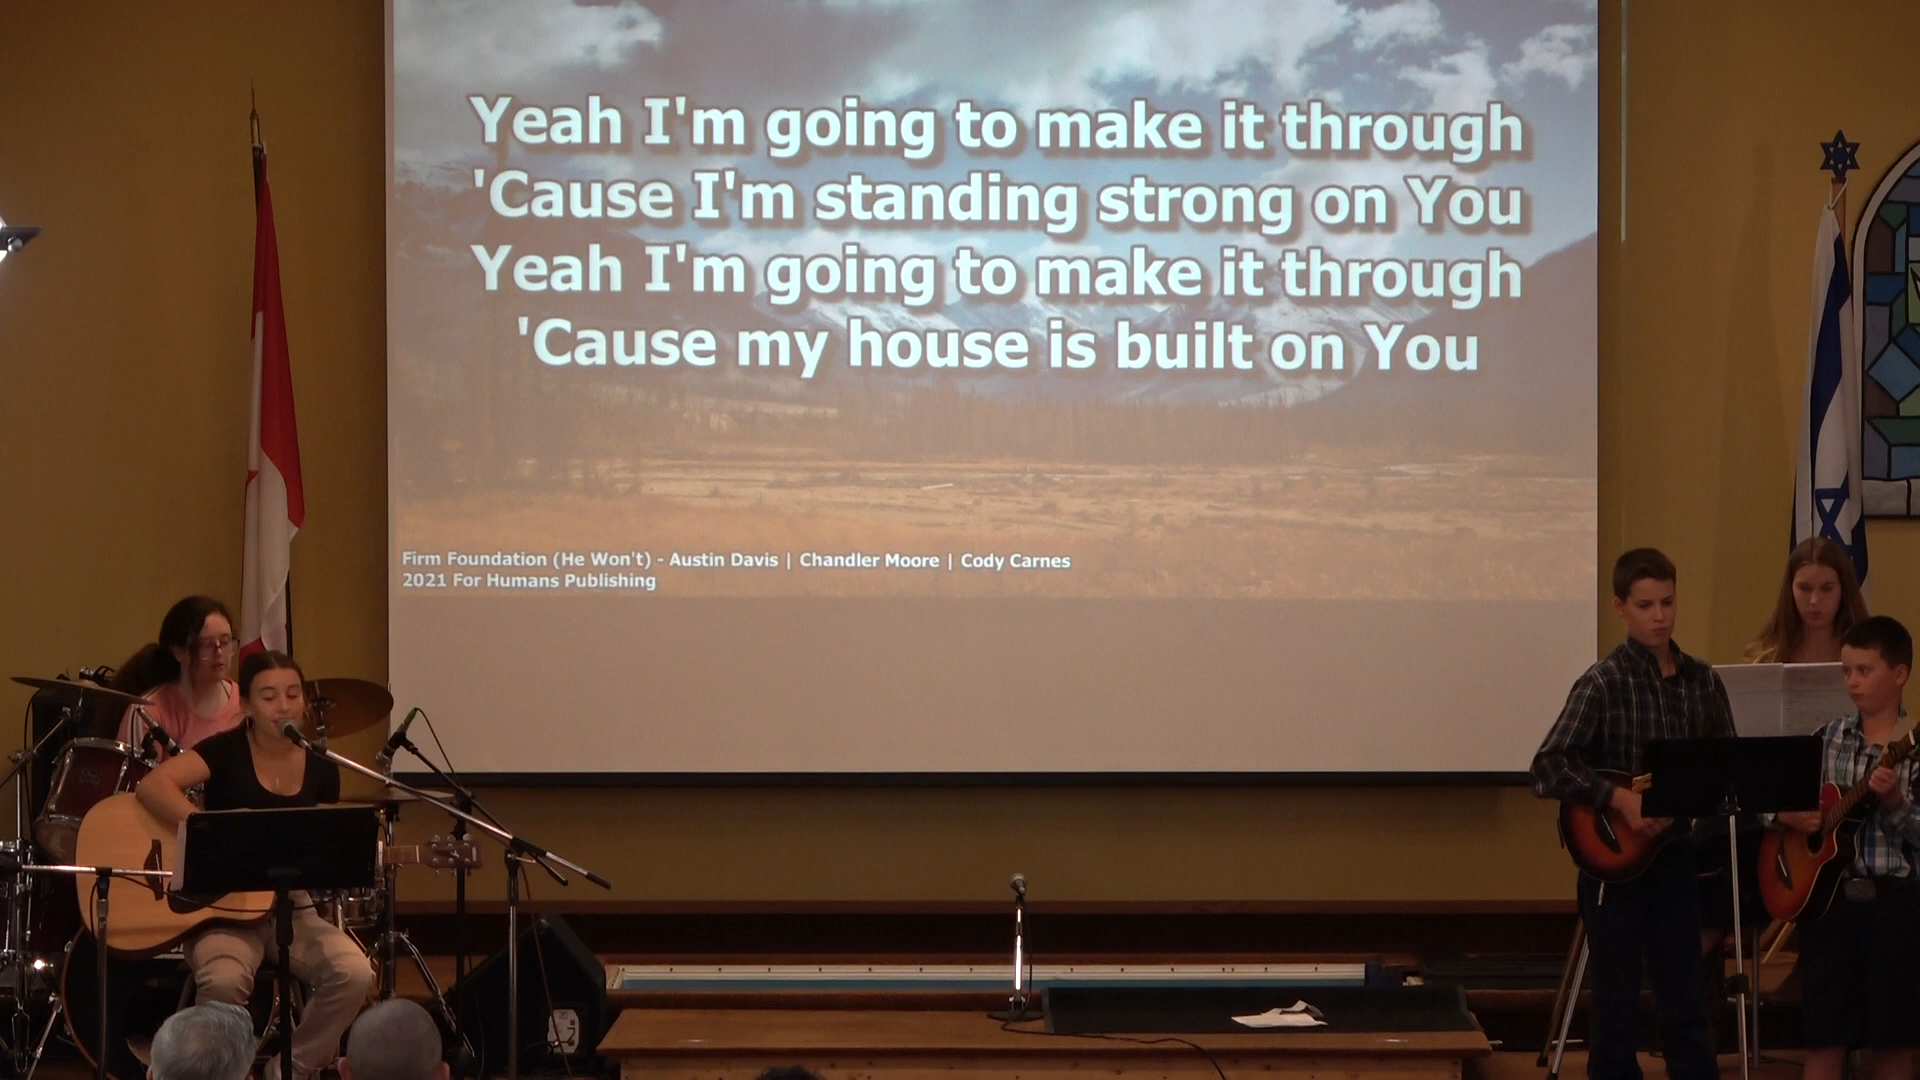 Yeah I'm going to make it through
'Cause I'm standing strong on You
Yeah I'm going to make it through
'Cause my house is built on You
Firm Foundation (He Won't) - Austin Davis | Chandler Moore | Cody Carnes
2021 For Humans Publishing